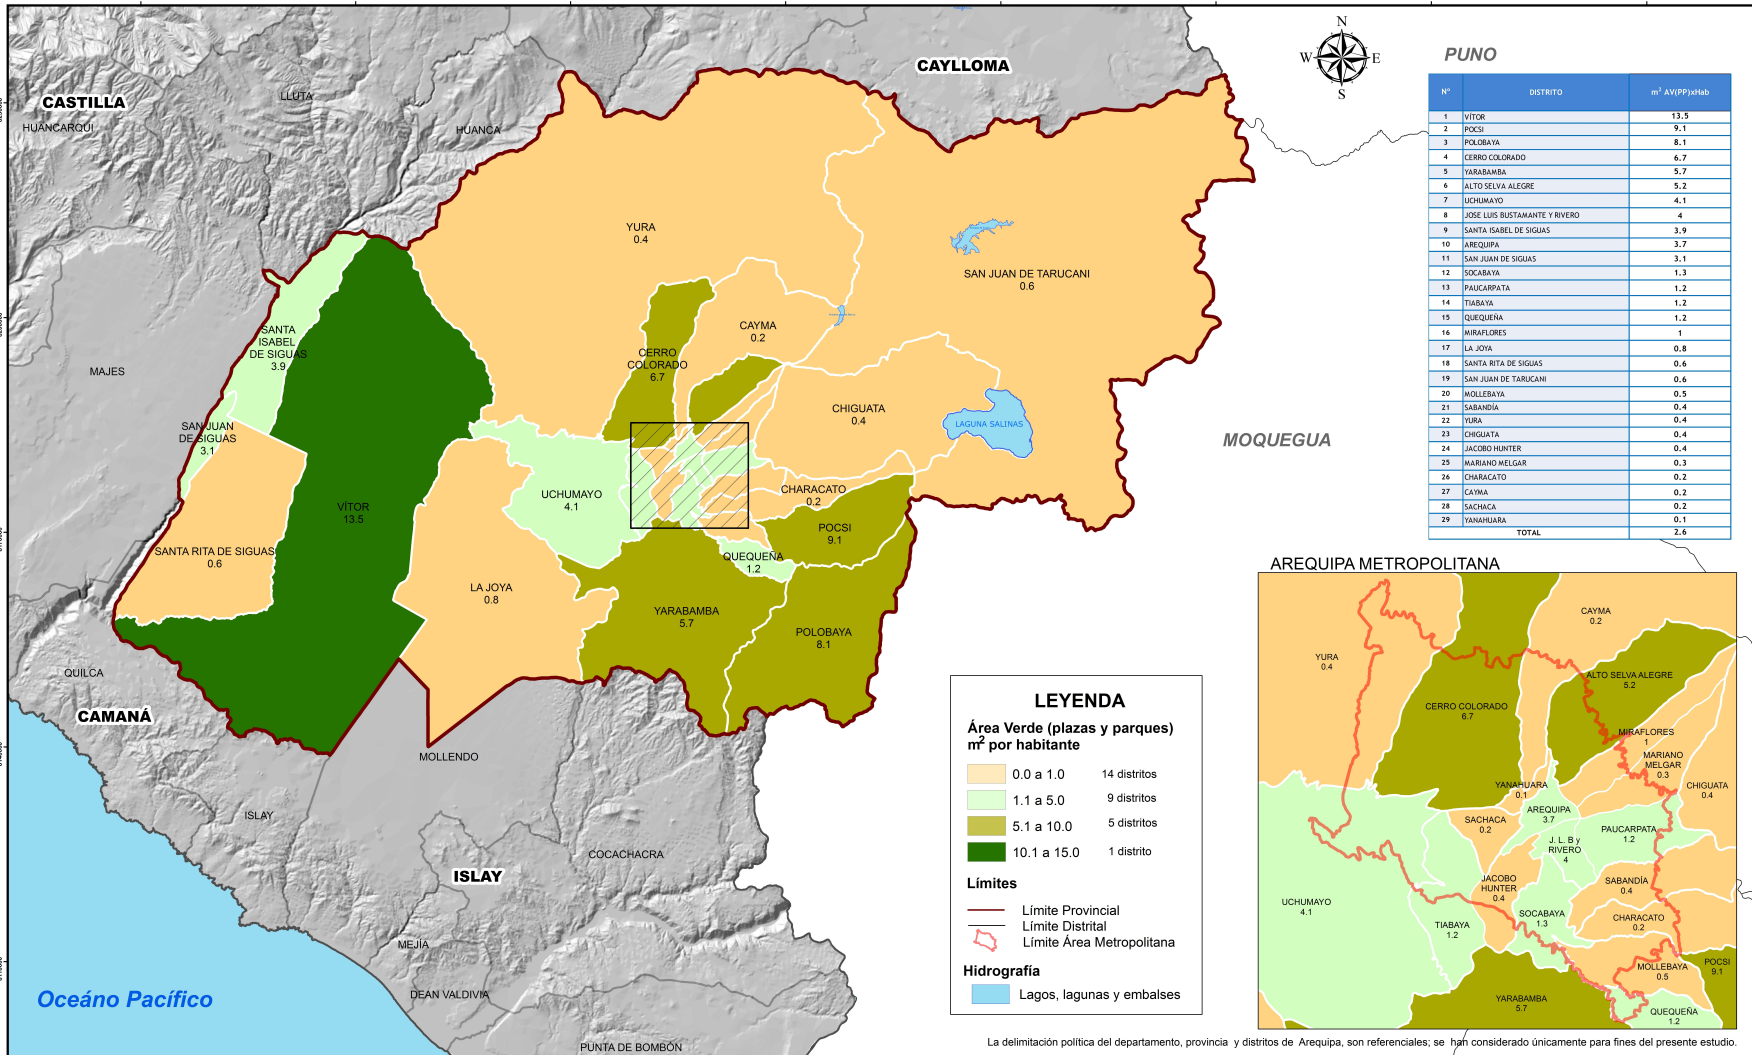 CAYLLOMA
CASTILLA
LLUTA
HUANCARQUI
HUANCA
MAJES
YURA
0.4
SAN JUAN DE TARUCANI
0.6
CAYMA
0.2
CERRO
COLORADO
6.7
SANTA
ISABEL
DE SIGUAS
3.9
SAN JUAN
DE SIGUAS
3.1
CHIGUATA
0.4
LAGUNA SALINAS
UCHUMAYO
4.1
CHARACATO
0.2
VÍTOR
13.5
POCSI
9.1
SANTA RITA DE SIGUAS
0.6
QUEQUEÑA
1.2
LA JOYA
0.8
YARABAMBA
5.7
POLOBAYA
8.1
QUILCA
CAMANÁ
MOLLENDO
ISLAY
COCACHACRA
ISLAY
MEJÍA
DEAN VALDIVIA
PUNTA DE BOMBÓN
Oceáno Pacífico
MOQUEGUA
N
W E
S
PUNO
N° DISTRITO m² AV(PP)xHab
1 VÍTOR 13.5
2 POCSI 9.1
3 POLOBAYA 8.1
4 CERRO COLORADO 6.7
5 YARABAMBA 5.7
6 ALTO SELVA ALEGRE 5.2
7 UCHUMAYO 4.1
8 JOSE LUIS BUSTAMANTE Y RIVERO 4
9 SANTA ISABEL DE SIGUAS 3.9
10 AREQUIPA 3.7
11 SAN JUAN DE SIGUAS 3.1
12 SOCABAYA 1.3
13 PAUCARPATA 1.2
14 TIABAYA 1.2
15 QUEQUEÑA 1.2
16 MIRAFLORES 1
17 LA JOYA 0.8
18 SANTA RITA DE SIGUAS 0.6
19 SAN JUAN DE TARUCANI 0.6
20 MOLLEBAYA 0.5
21 SABANDÍA 0.4
22 YURA 0.4
23 CHIGUATA 0.4
24 JACOBO HUNTER 0.4
25 MARIANO MELGAR 0.3
26 CHARACATO 0.2
27 CAYMA 0.2
28 SACHACA 0.2
29 YANAHUARA 0.1
TOTAL 2.6
LEYENDA
Área Verde (plazas y parques)
m² por habitante
0.0 a 1.0 14 distritos
1.1 a 5.0 9 distritos
5.1 a 10.0 5 distritos
10.1 a 15.0 1 distrito
Límites
Límite Provincial
Límite Distrital
Límite Área Metropolitana
Hidrografía
Lagos, lagunas y embalses
AREQUIPA METROPOLITANA
CAYMA
0.2
YURA
0.4
ALTO SELVA ALEGRE
5.2
CERRO COLORADO
6.7
MIRAFLORES
1
MARIANO
MELGAR
0.3
CHIGUATA
0.4
YANAHUARA
0.1
AREQUIPA
3.7
SACHACA
0.2
PAUCARPATA
1.2
J. L. B y
RIVERO
4
JACOBO
HUNTER
0.4
SABANDÍA
0.4
UCHUMAYO
4.1
SOCABAYA
1.3
CHARACATO
0.2
TIABAYA
1.2
MOLLEBAYA
0.5
POCSI
9.1
YARABAMBA
5.7
QUEQUEÑA
1.2
La delimitación política del departamento, provincia y distritos de Arequipa, son referenciales; se han considerado únicamente para fines del presente estudio.